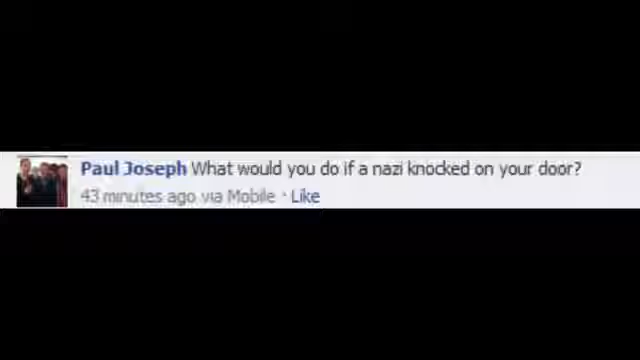 Paul Joseph What would you do if a nazi knocked on your door?
43 minutes ago via Mobile · Like